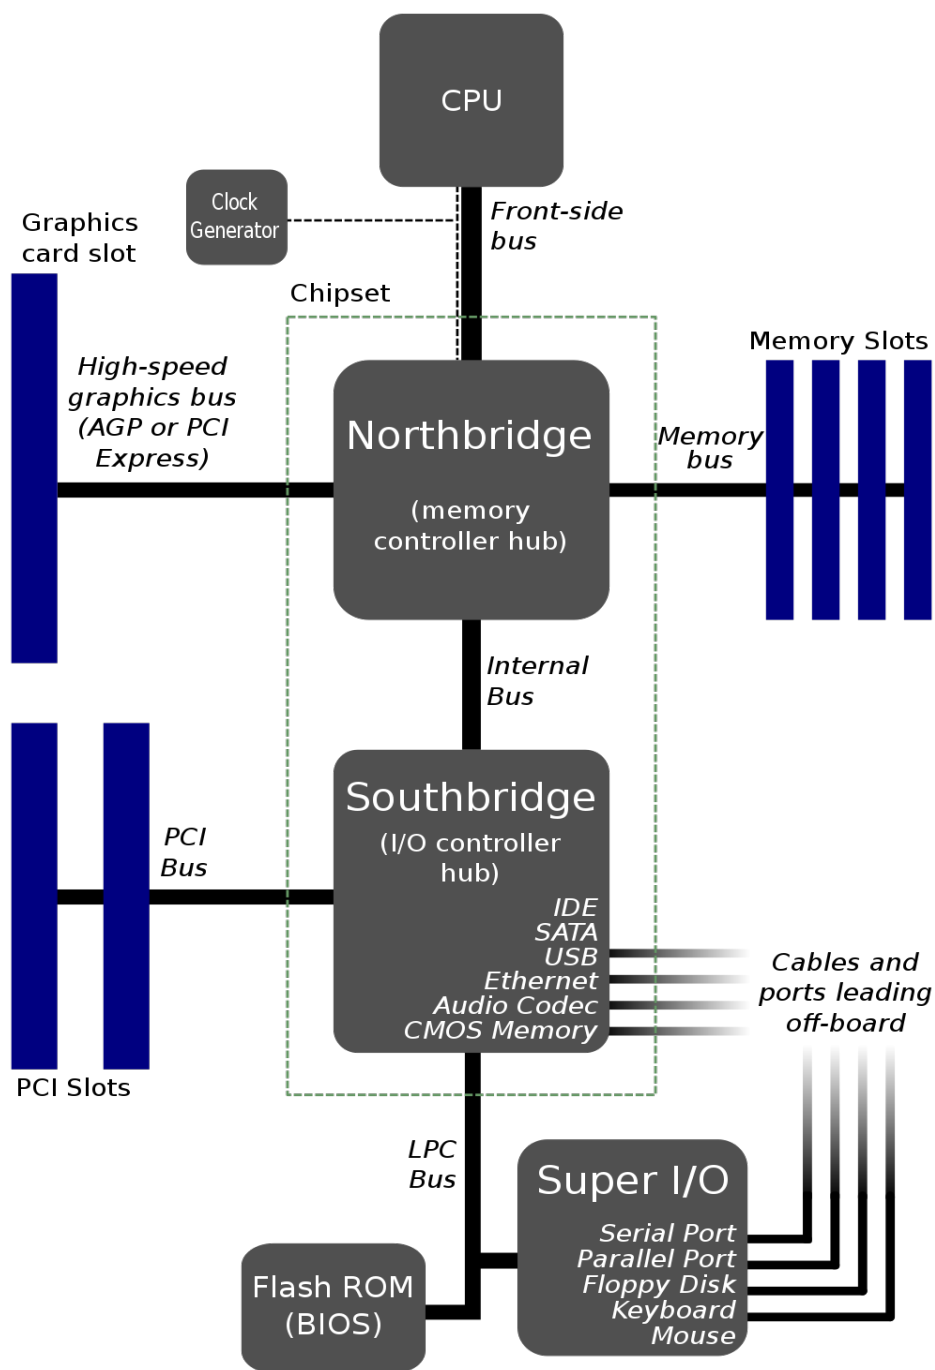 CPU
Clock
Generator
Front-side
bus
Graphics
card slot
Chipset
High-speed
graphics bus
(AGP or PCI
Express)
Northbridge
(memory
controller hub)
Memory Slots
Memory
bus
Internal
Bus
Southbridge
(I/O controller
hub)
PCI
Bus
IDE
SATA
USB
Ethernet
Audio Codec
CMOS Memory
Cables and
ports leading
off-board
PCI Slots
LPC
Bus
Super I/O
Serial Port
Parallel Port
Floppy Disk
Keyboard
Mouse
Flash ROM
(BIOS)